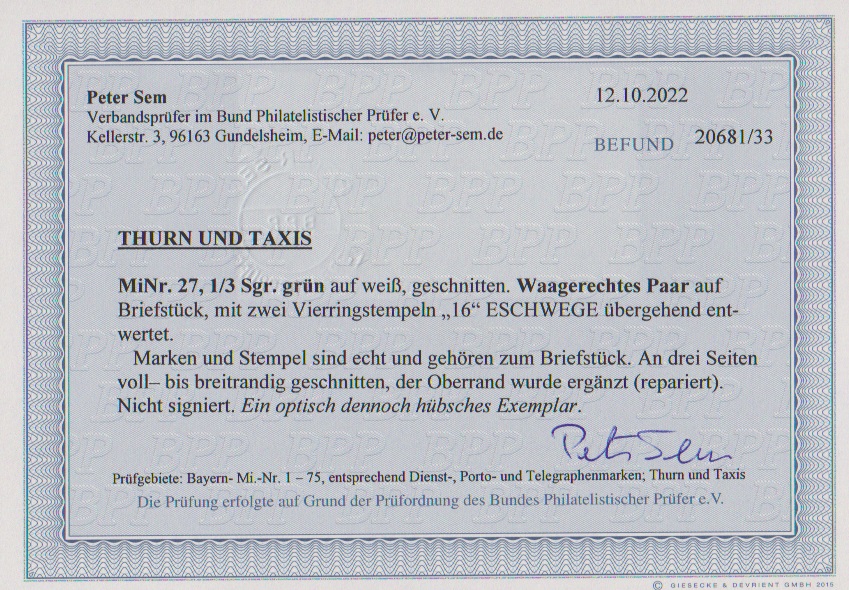 Peter Sem
12.10.2022
Verbandsprüfer im Bund Philatelistischer Prüfer e. V.
Kellerstr. 3, 96163 Gundelsheim, E-Mail: peter@peter-sem.de
BEFUND 20681/33
THURN UND TAXIS
MiNr. 27, 1/3 Sgr. grün auf weiß, geschnitten. Waagerechtes Paar auf
Briefstück, mit zwei Vierringstempeln „16“ ESCHWEGE übergehend ent-
wertet.
Marken und Stempel sind echt und gehören zum Briefstück. An drei Seiten
voll– bis breitrandig geschnitten, der Oberrand wurde ergänzt (repariert).
Nicht signiert. Ein optisch dennoch hübsches Exemplar.
Peter Sem
Prüfgebiete: Bayern- Mi.-Nr. 1 – 75, entsprechend Dienst-, Porto- und Telegraphenmarken; Thurn und Taxis
Die Prüfung erfolgte auf Grund der Prüfordnung des Bundes Philatelistischer Prüfer e.V.
© GIESECKE & DEVRIENT GMBH 2015